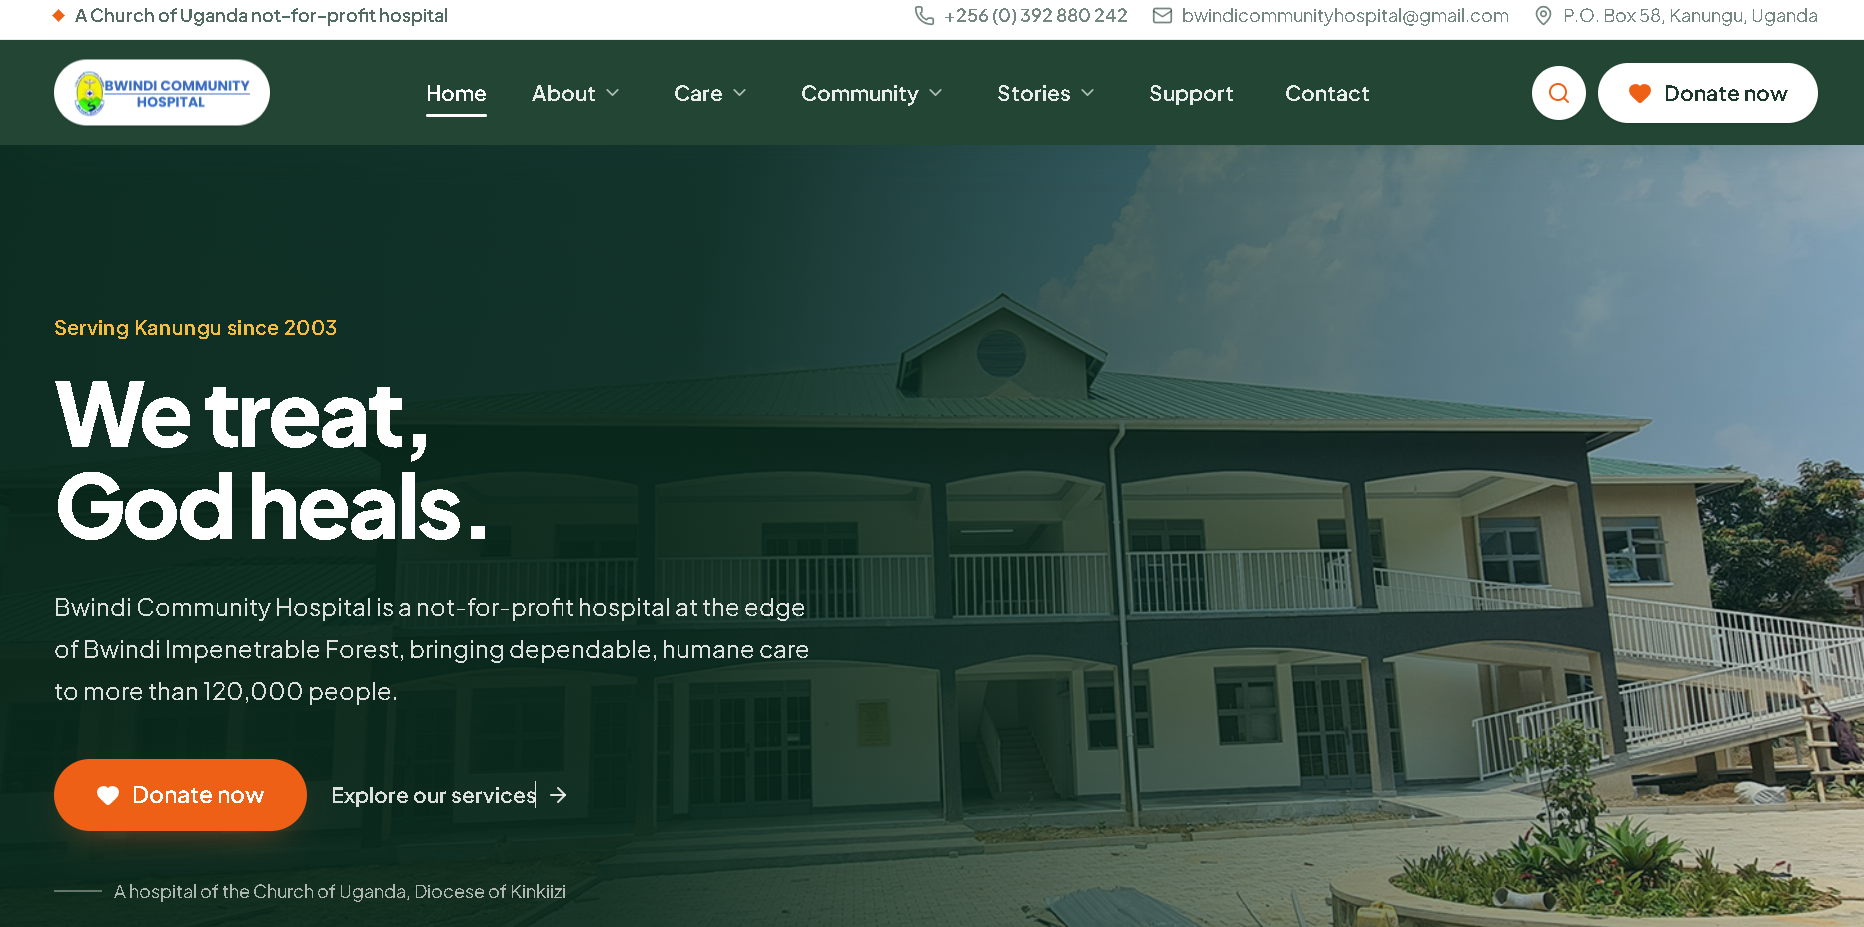 A Church of Uganda not-for-profit hospital
+256 (0) 392 880 242
bwindicommunityhospital@gmail.com
P.O. Box 58, Kanungu, Uganda
BWINDI COMMUNITY
HOSPITAL
Home
About
Care
Community
Stories
Support
Contact
Donate now
Serving Kanungu since 2003
We treat,
God heals.
Bwindi Community Hospital is a not-for-profit hospital at the edge
of Bwindi Impenetrable Forest, bringing dependable, humane care
to more than 120,000 people.
Donate now
Explore our services
A hospital of the Church of Uganda, Diocese of Kinkiizi